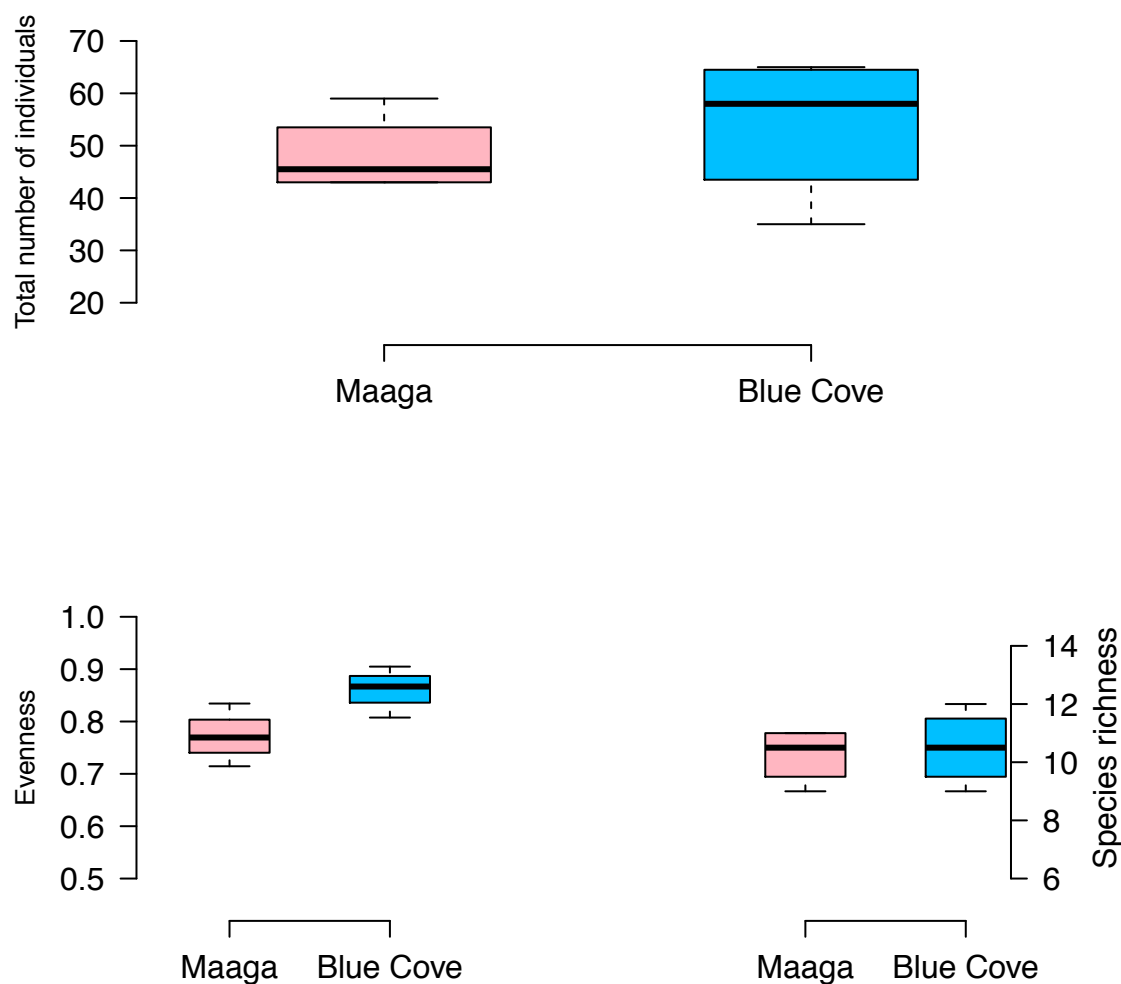 Total number of individuals
70
60
50
40
30
20
Maaga Blue Cove
Evenness
1.0
0.9
0.8
0.7
0.6
0.5
Maaga Blue Cove
Species richness
14
12
10
8
6
Maaga Blue Cove